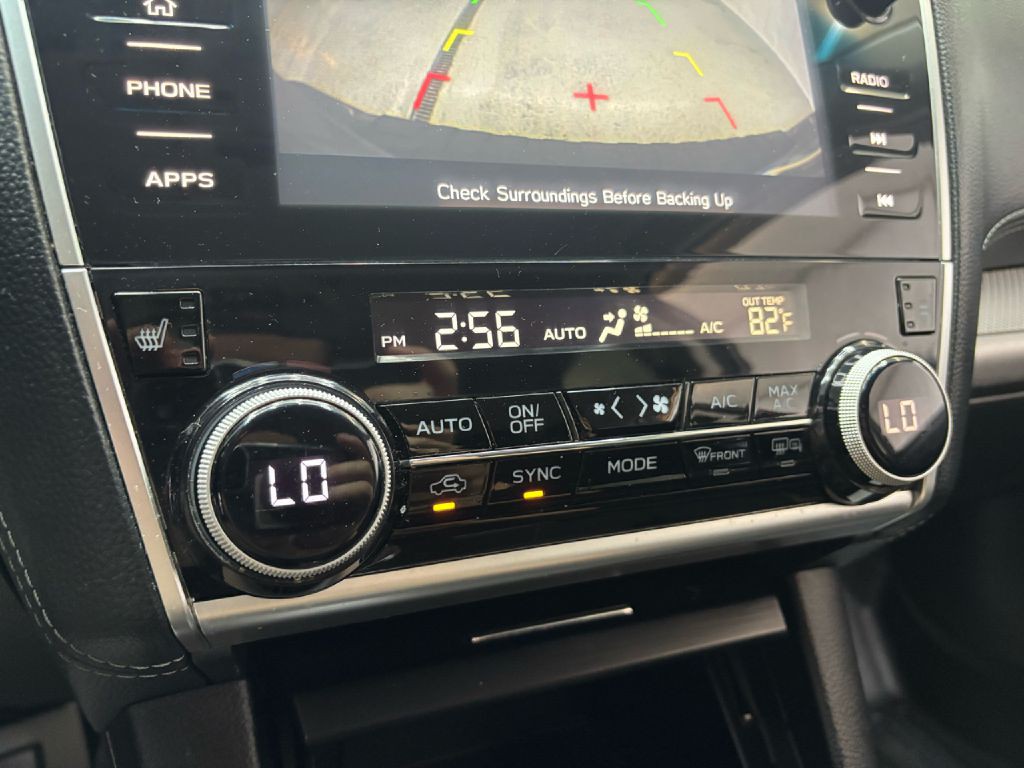 PHONE
APPS
Check Surroundings Before Backing Up
RADIO
PM 2:56 AUTO A/C OUT TEMP 82°F
AUTO ON/OFF A/C MAX A/C
SYNC MODE FRONT
LO
LO